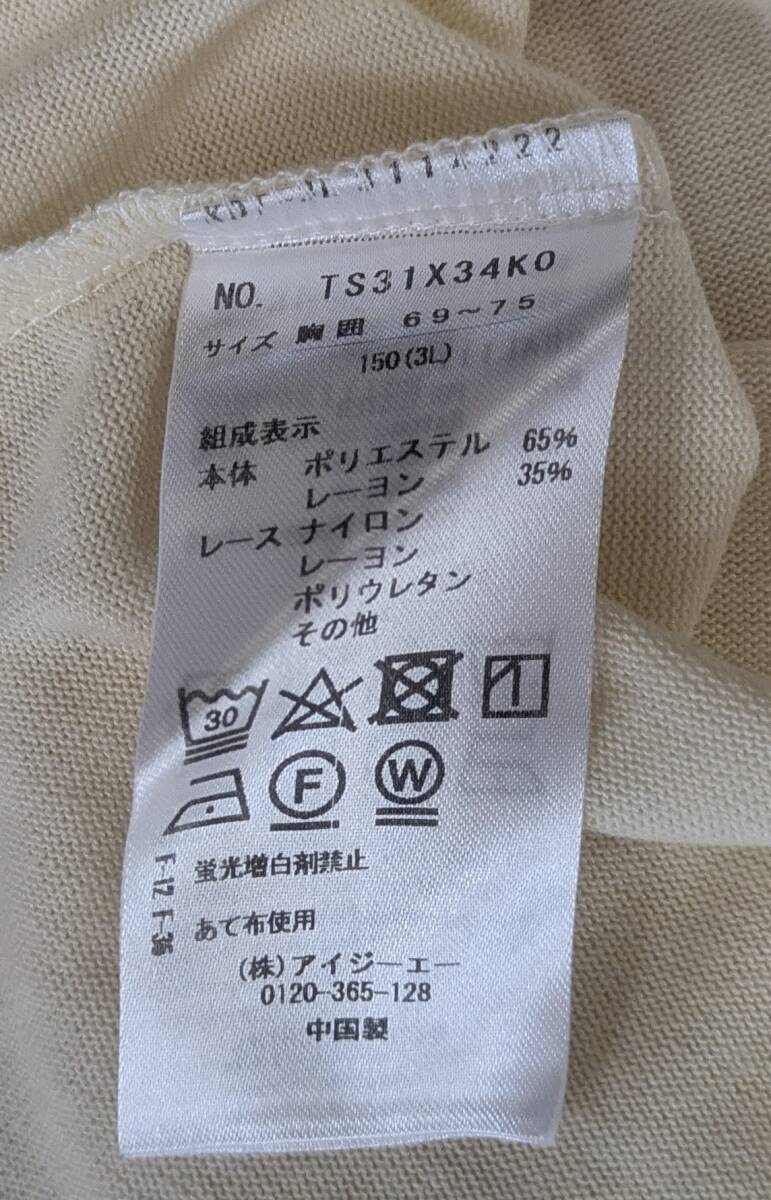 NO. TS31X34K0
サイズ 胸囲 69〜75
150(3L)
組成表示
本体 ポリエステル 65%
レーヨン 35%
レース ナイロン
レーヨン
ポリウレタン
その他
30
F W
F-12 F-36
蛍光増白剤禁止
あて布使用
(株)アイジーエー
0120-365-128
中国製